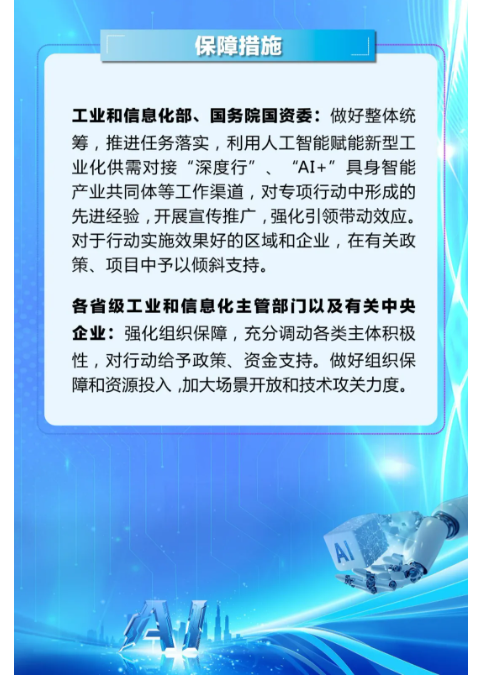 保障措施
工业和信息化部、国务院国资委：做好整体统
筹，推进任务落实，利用人工智能赋能新型工
业化供需对接“深度行”、“AI+”具身智能
产业共同体等工作渠道，对专项行动中形成的
先进经验，开展宣传推广，强化引领带动效应。
对于行动实施效果好的区域和企业，在有关政
策、项目中予以倾斜支持。
各省级工业和信息化主管部门以及有关中央
企业：强化组织保障，充分调动各类主体积极
性，对行动给予政策、资金支持。做好组织保
障和资源投入，加大场景开放和技术攻关力度。
AI
AI